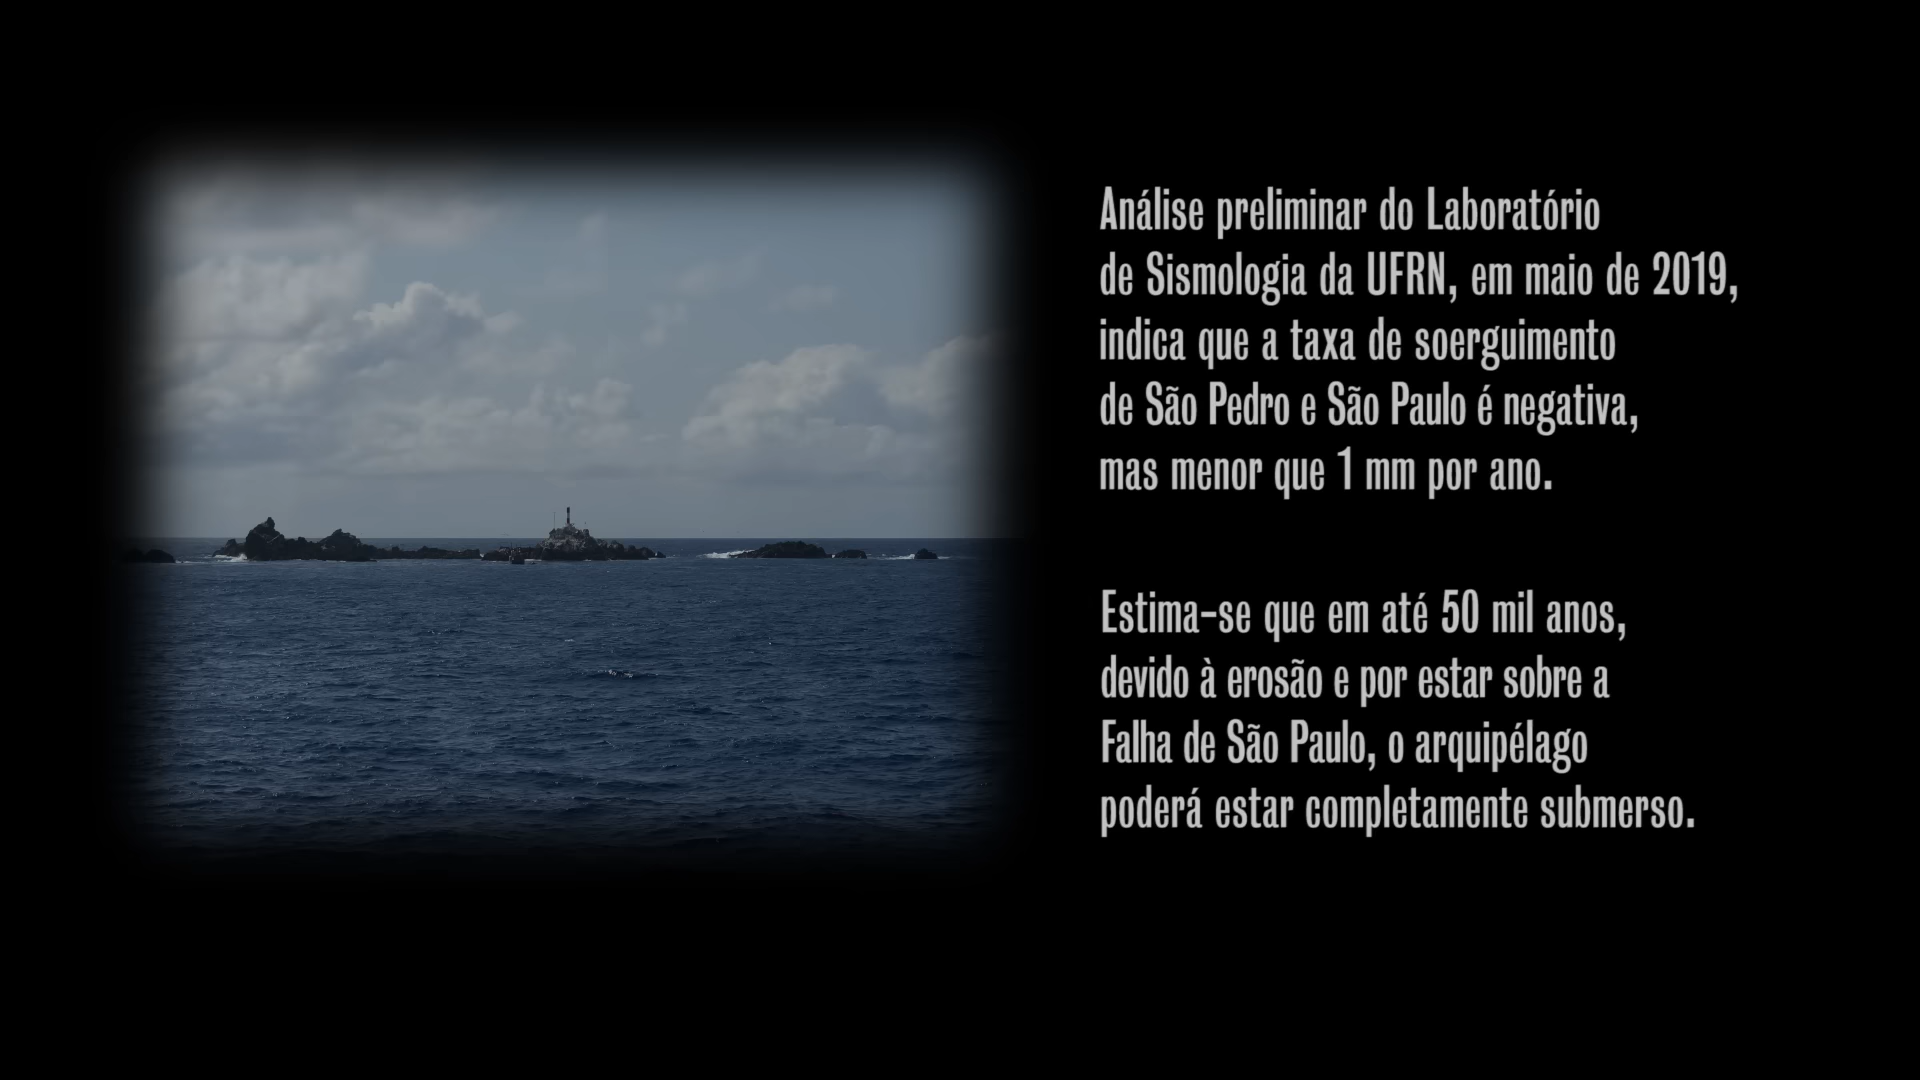 Análise preliminar do Laboratório
de Sismologia da UFRN, em maio de 2019,
indica que a taxa de soerguimento
de São Pedro e São Paulo é negativa,
mas menor que 1 mm por ano.
Estima-se que em até 50 mil anos,
devido à erosão e por estar sobre a
Falha de São Paulo, o arquipélago
poderá estar completamente submerso.